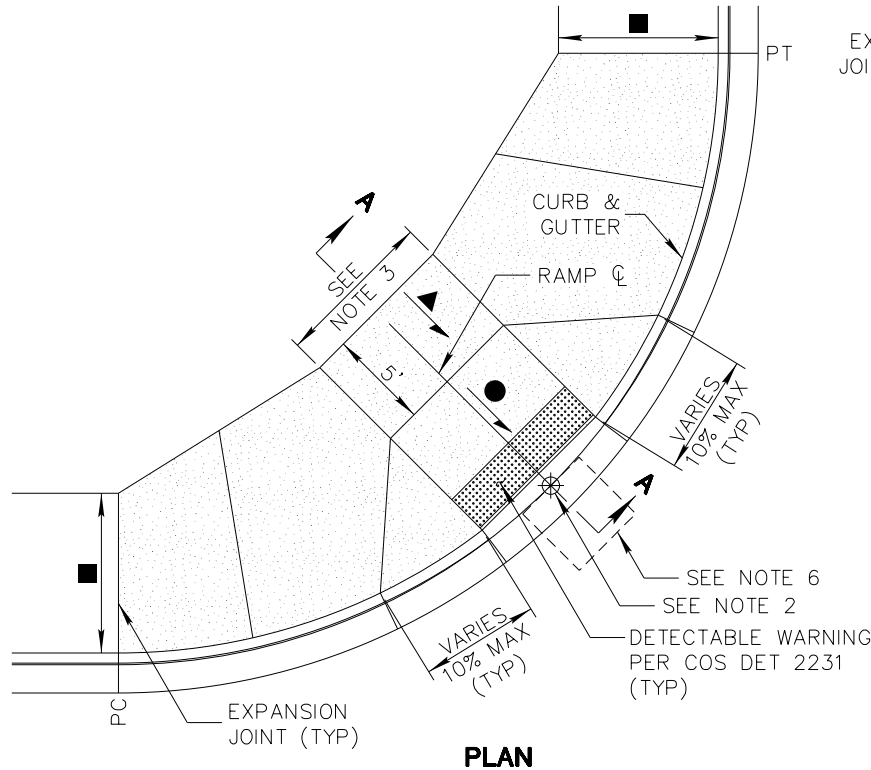 PT
EX
JOI
CURB &
GUTTER
A
SEE
NOTE 3
RAMP ℄
5'
VARIES
10% MAX
(TYP)
A
SEE NOTE 6
SEE NOTE 2
DETECTABLE WARNING
PER COS DET 2231
(TYP)
VARIES
10% MAX
(TYP)
PC
EXPANSION
JOINT (TYP)
PLAN